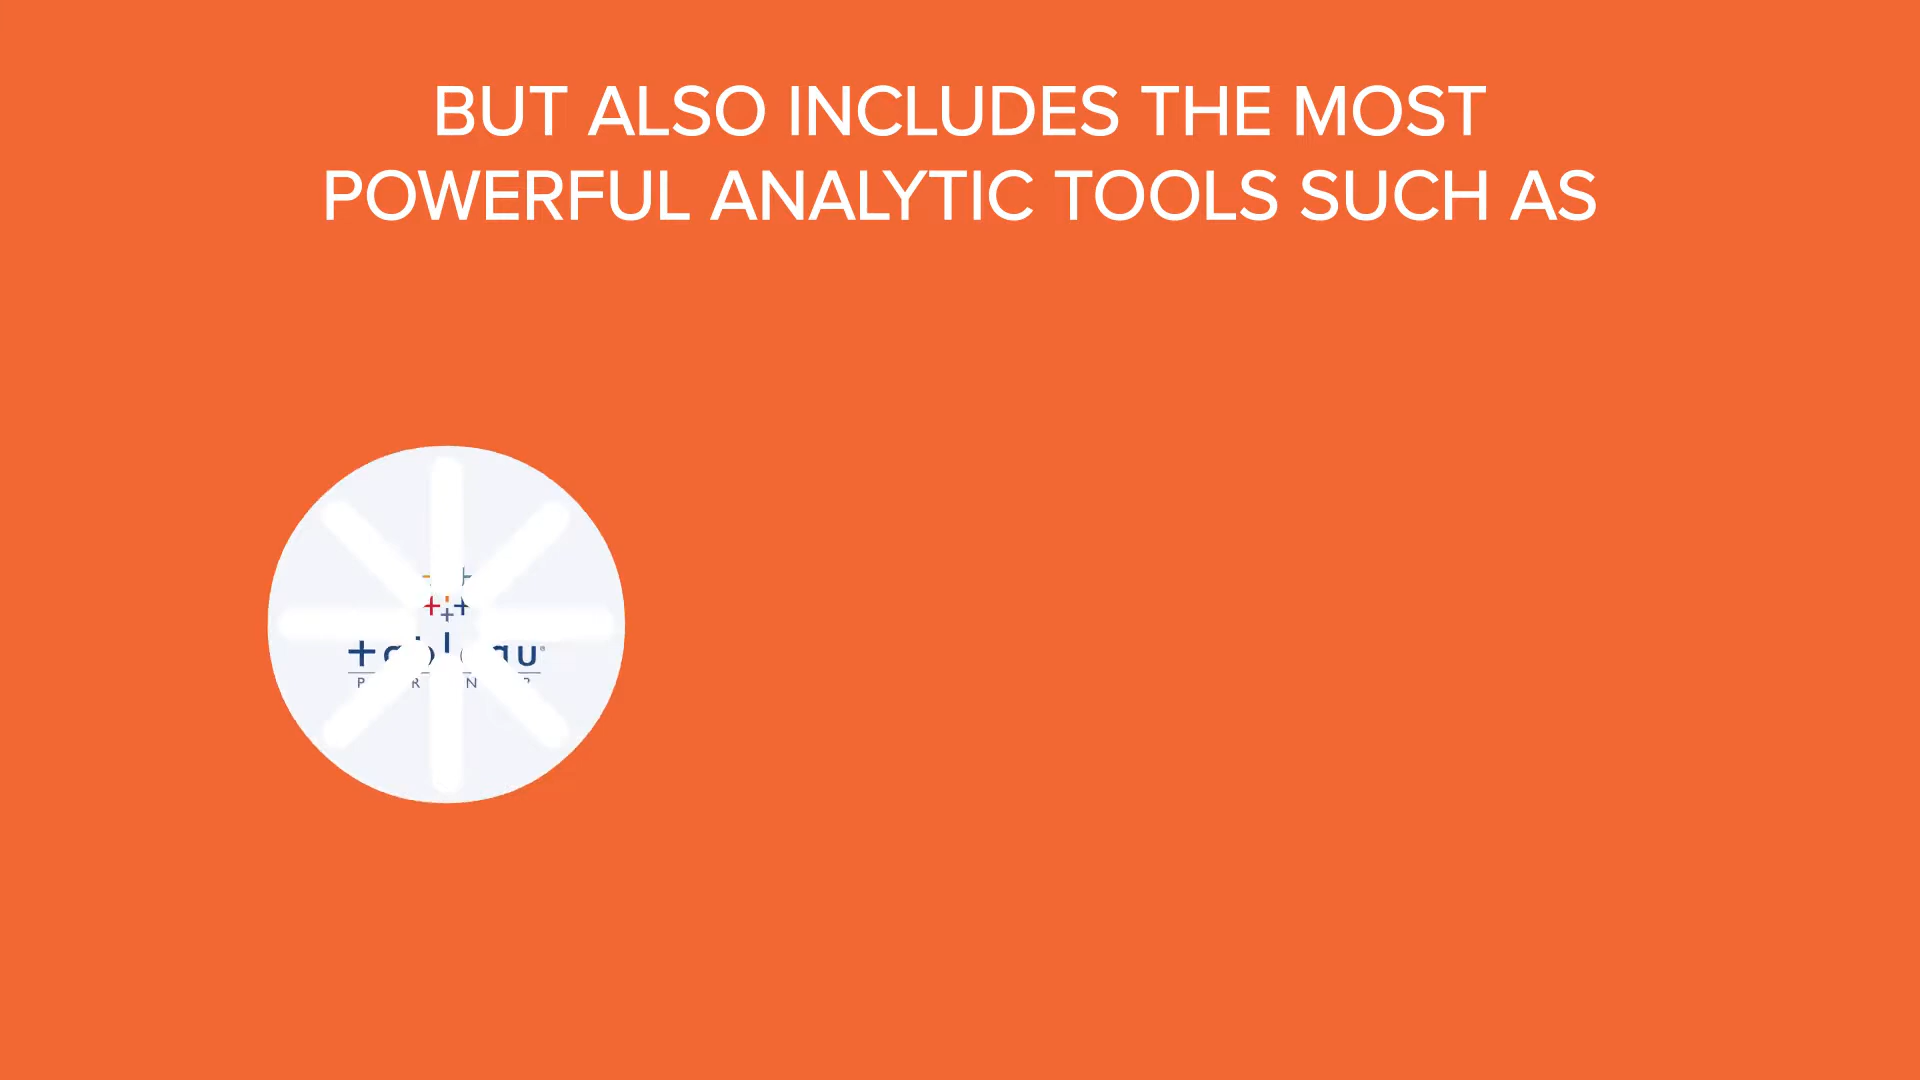 BUT ALSO INCLUDES THE MOST
POWERFUL ANALYTIC TOOLS SUCH AS